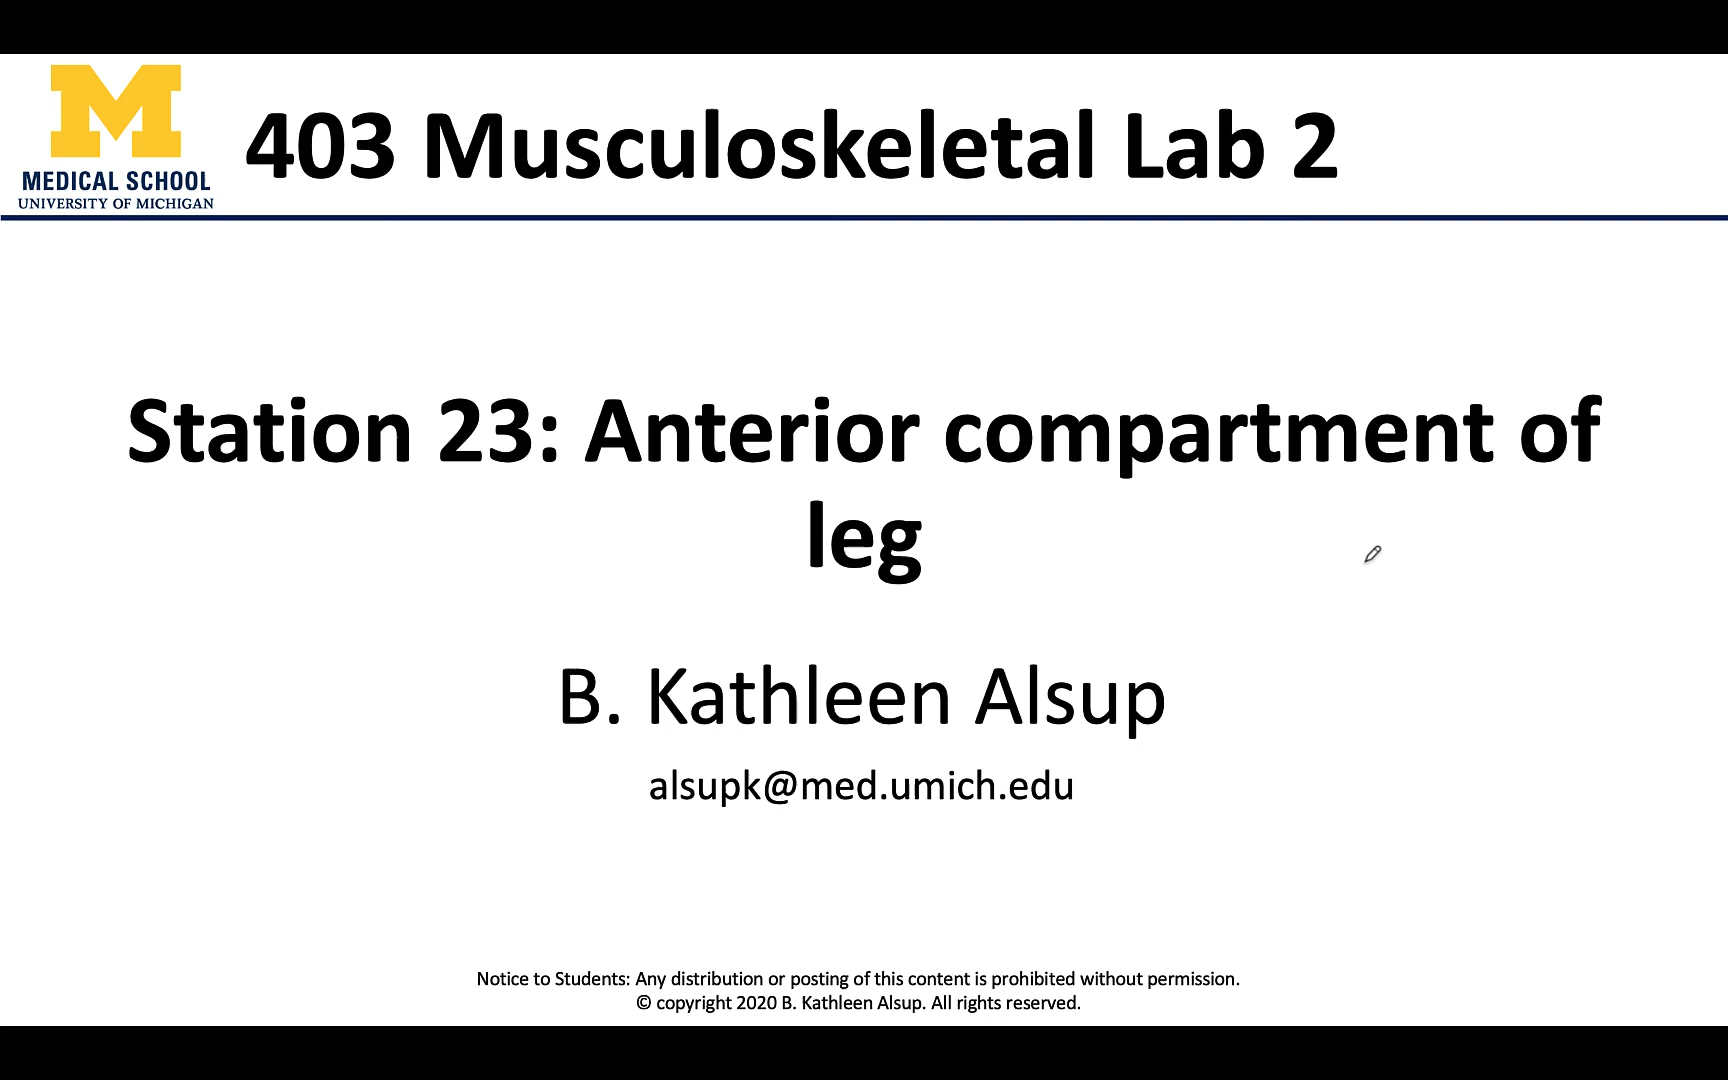 M
MEDICAL SCHOOL
UNIVERSITY OF MICHIGAN
403 Musculoskeletal Lab 2
Station 23: Anterior compartment of
leg
B. Kathleen Alsup
alsupk@med.umich.edu
Notice to Students: Any distribution or posting of this content is prohibited without permission.
© copyright 2020 B. Kathleen Alsup. All rights reserved.